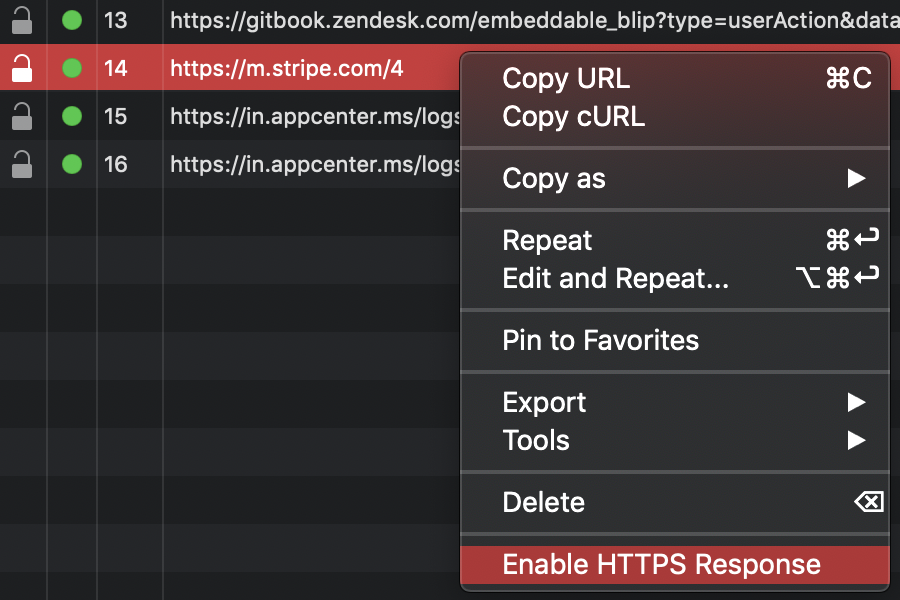 13 https://gitbook.zendesk.com/embeddable_blip?type=userAction&data
14 https://m.stripe.com/4
15 https://in.appcenter.ms/logs
16 https://in.appcenter.ms/logs
Copy URL ⌘C
Copy cURL
Copy as ▶
Repeat ⌘↩
Edit and Repeat... ⌥⌘↩
Pin to Favorites
Export ▶
Tools ▶
Delete ⌫
Enable HTTPS Response